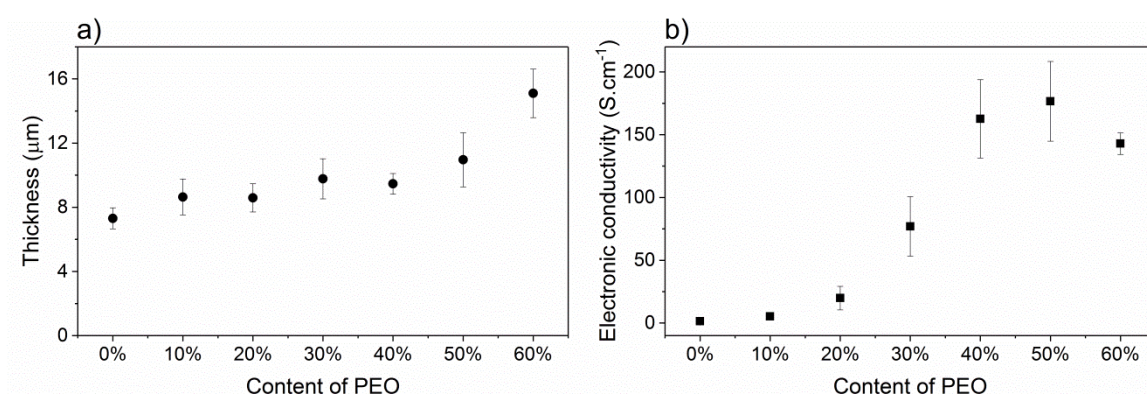 a)
16
12
8
4
0
Thickness (μm)
0% 10% 20% 30% 40% 50% 60%
Content of PEO
b)
200
150
100
50
0
Electronic conductivity (S.cm⁻¹)
0% 10% 20% 30% 40% 50% 60%
Content of PEO